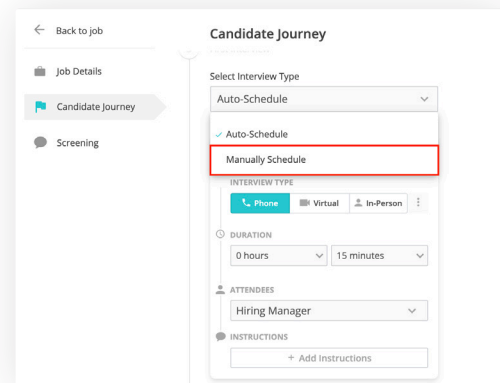 Back to job
Candidate Journey
Job Details
Select Interview Type
Auto-Schedule
Candidate Journey
Auto-Schedule
Screening
Manually Schedule
INTERVIEW TYPE
Phone Virtual In-Person
DURATION
0 hours 15 minutes
ATTENDEES
Hiring Manager
INSTRUCTIONS
+ Add Instructions